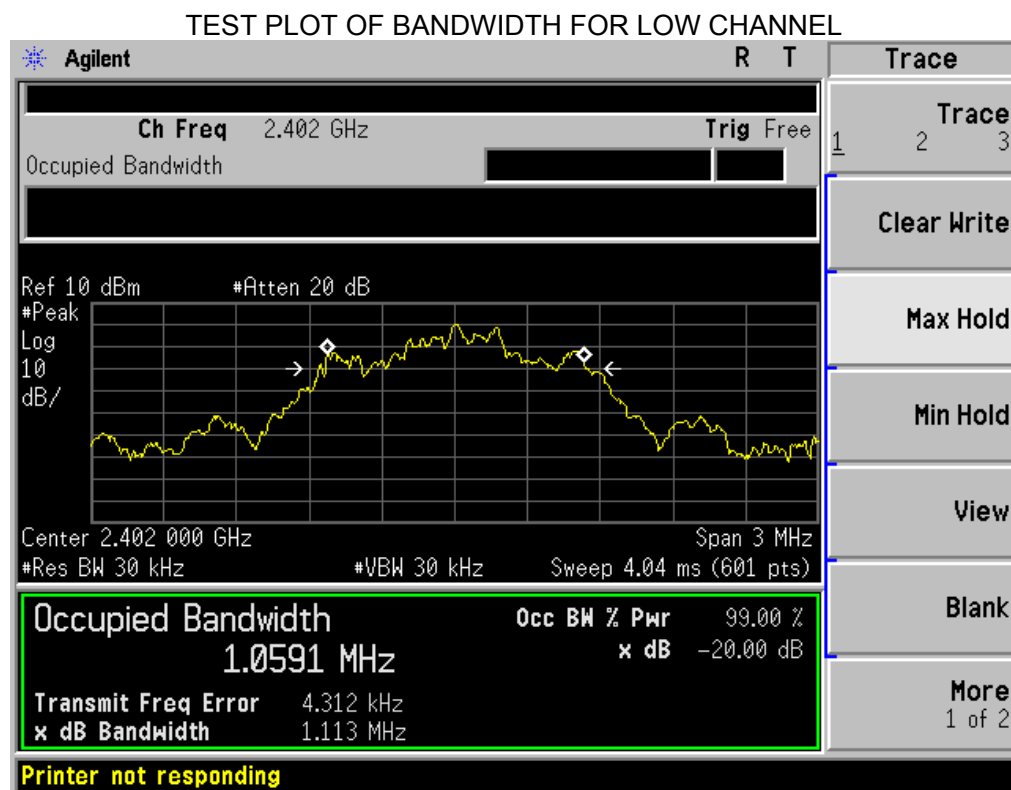 TEST PLOT OF BANDWIDTH FOR LOW CHANNEL
Agilent R T Trace
Ch Freq 2.402 GHz Trig Free
Occupied Bandwidth
Trace
1 2 3
Clear Write
Max Hold
Min Hold
View
Blank
More
1 of 2
Ref 10 dBm #Atten 20 dB
#Peak
Log
10
dB/
Center 2.402 000 GHz Span 3 MHz
#Res BW 30 kHz #VBW 30 kHz Sweep 4.04 ms (601 pts)
Occupied Bandwidth Occ BW % Pwr 99.00 %
1.0591 MHz x dB -20.00 dB
Transmit Freq Error 4.312 kHz
x dB Bandwidth 1.113 MHz
Printer not responding